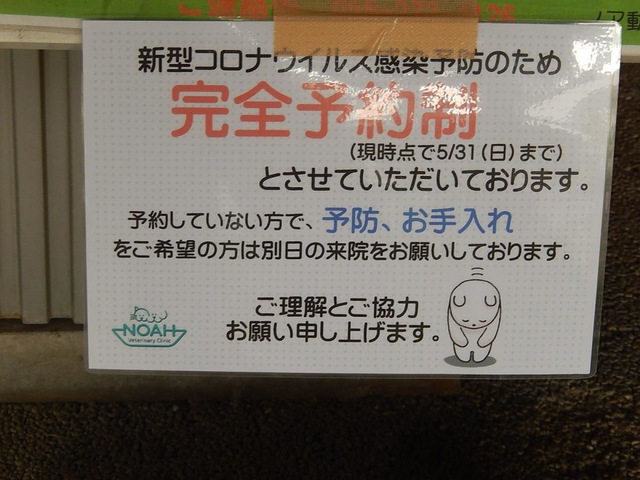 新型コロナウイルス感染予防のため
完全予約制
（現時点で5/31（日）まで）
とさせていただいております。
予約していない方で、予防、お手入れ
をご希望の方は別日の来院をお願いしております。
ご理解とご協力
お願い申し上げます。
NOAH
Veterinary Clinic